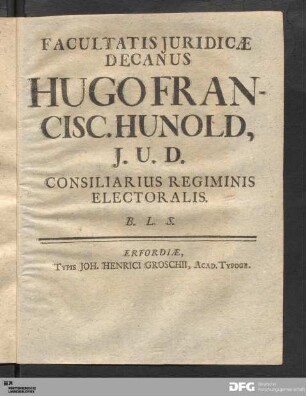 FACULTATIS JURIDICÆ
DECANUS
HUGO FRAN-
CISC. HUNOLD,
J. U. D.
CONSILIARIUS REGIMINIS
ELECTORALIS.
B. L. S.
ERFORDIÆ,
TYPIS JOH. HENRICI GROSCHII, ACAD. TYPOGR.
DFG